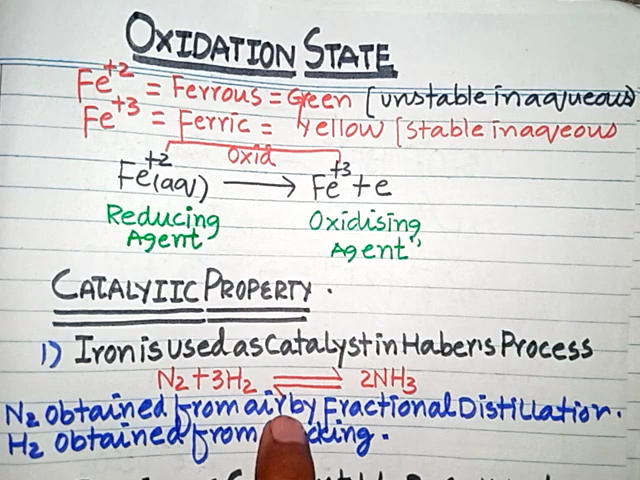 OXIDATION STATE
Fe+2 = Ferrous = Green [unstable in aqueous)
Fe+3 = Ferric = Yellow [stable in aqueous
oxid
Fe+2(aqv) → Fe+3 + e
Reducing Agent
Oxidising Agent"
CATALYIIC PROPERTY.
1) Iron is used as Catalyst in Haber's Process
N2 + 3H2 ⇌ 2NH3
N2 obtained from air by Fractional Distillation.
H2 obtained from